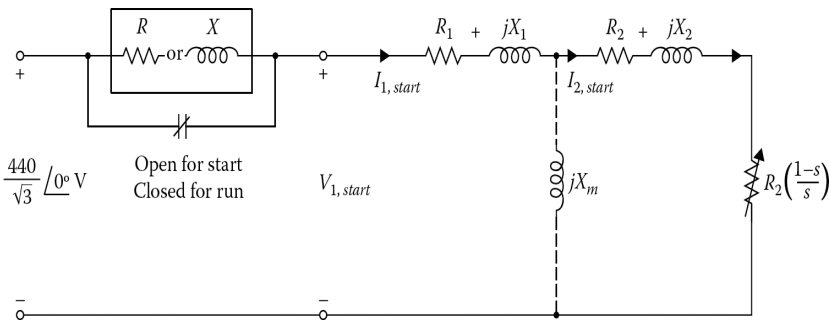 R X
or
R₁ + jX₁
R₂ + jX₂
+
+
I₁, start
I₂, start
440/√3 ∠0° V
Open for start
Closed for run
V₁, start
jXₘ
R₂(1–s/s)
–
–